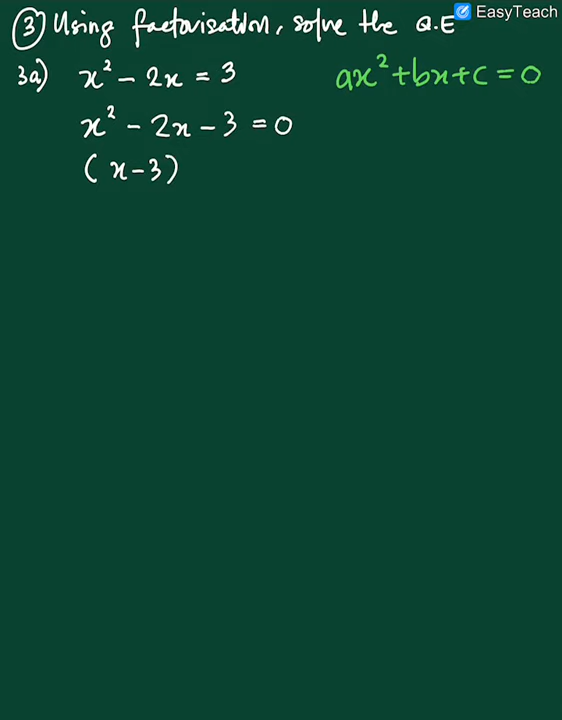 ③ Using factorisation, solve the Q.E
EasyTeach
3a) x² - 2x = 3
ax² + bx + c = 0
x² - 2x - 3 = 0
(x - 3)